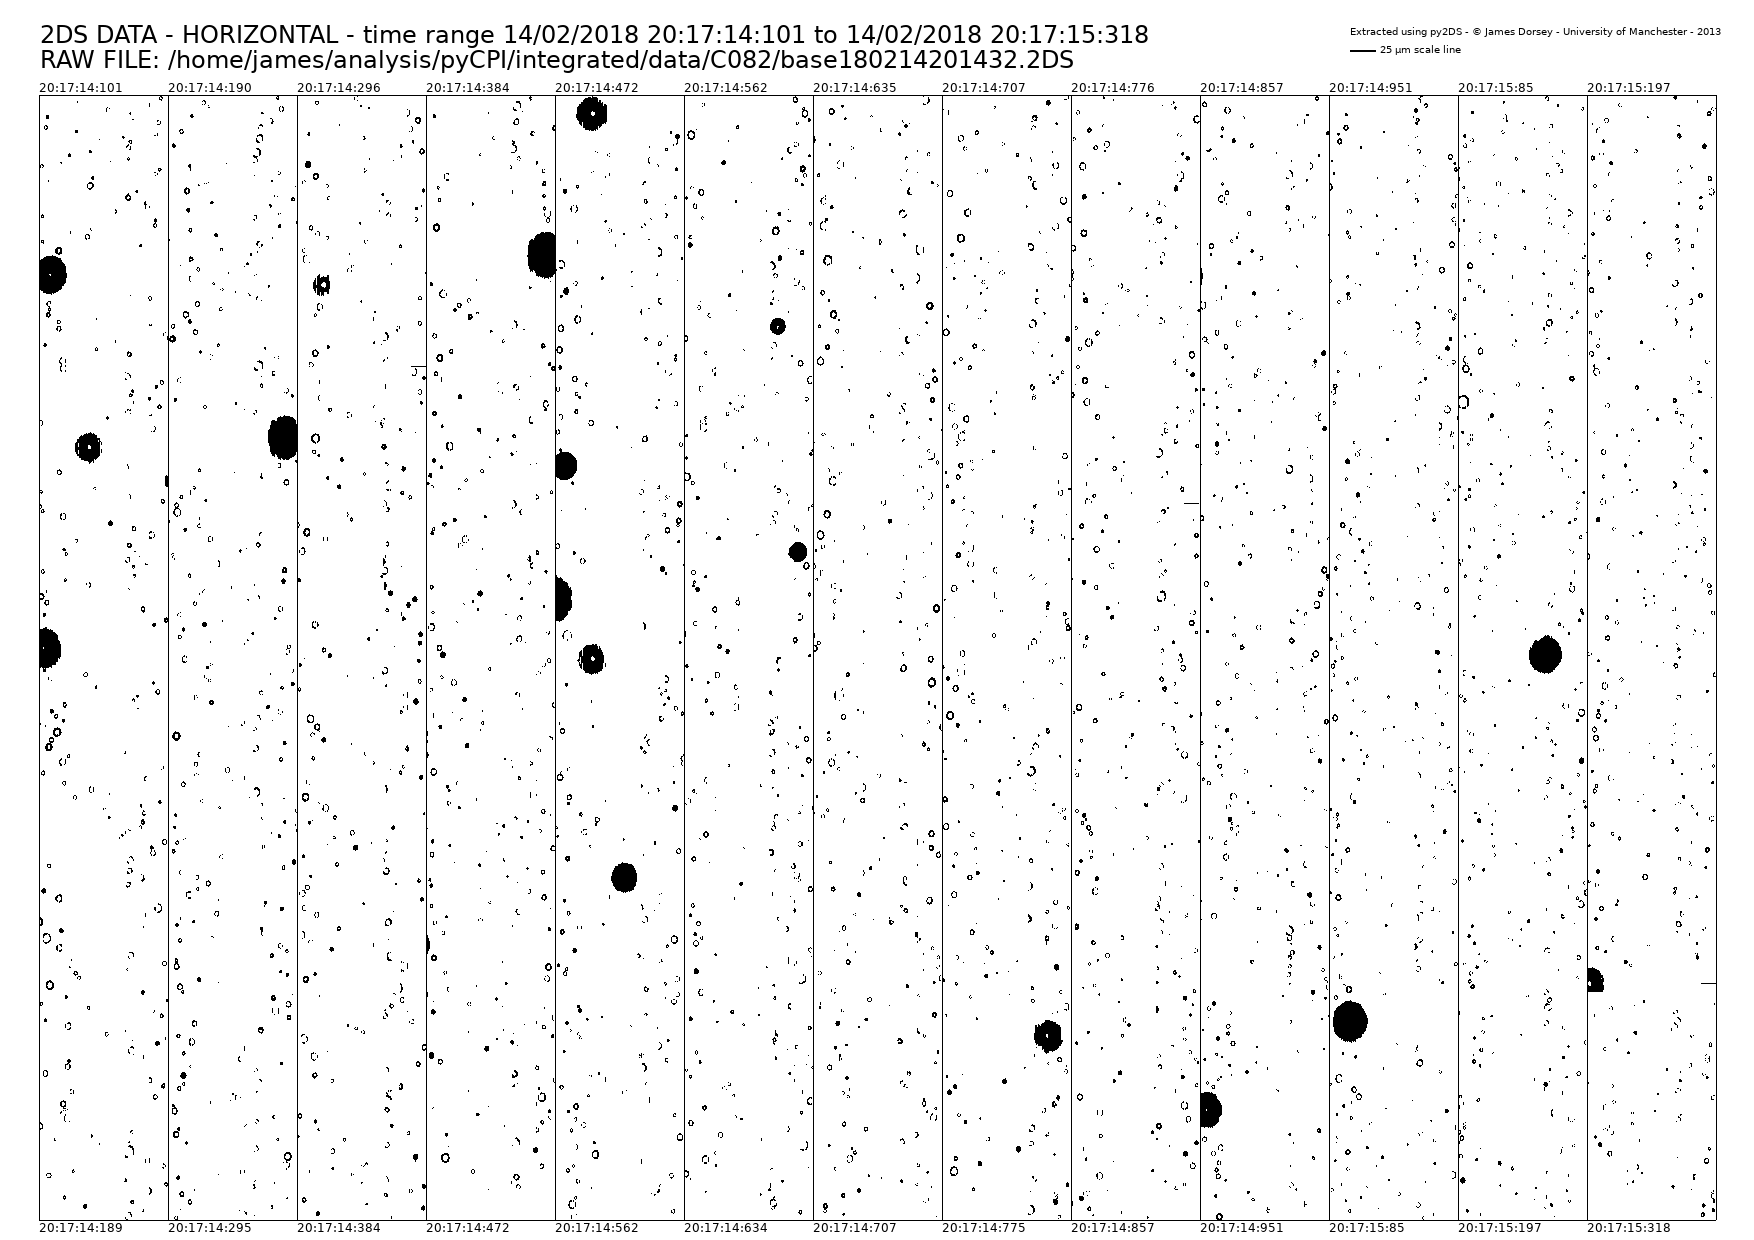 2DS DATA - HORIZONTAL - time range 14/02/2018 20:17:14:101 to 14/02/2018 20:17:15:318
RAW FILE: /home/james/analysis/pyCPI/integrated/data/C082/base180214201432.2DS
Extracted using py2DS - © James Dorsey - University of Manchester - 2013
25 µm scale line
20:17:14:101 20:17:14:190 20:17:14:296 20:17:14:384 20:17:14:472 20:17:14:562 20:17:14:635 20:17:14:707 20:17:14:776 20:17:14:857 20:17:14:951 20:17:15:85 20:17:15:197
20:17:14:189 20:17:14:295 20:17:14:384 20:17:14:472 20:17:14:562 20:17:14:634 20:17:14:707 20:17:14:775 20:17:14:857 20:17:14:951 20:17:15:85 20:17:15:197 20:17:15:318